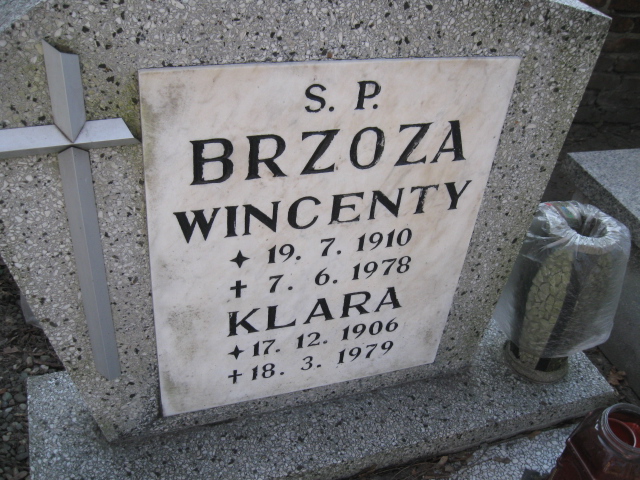 S. P.
BRZOZA
WINCENTY
✦ 19. 7. 1910
✝ 7. 6. 1978
KLARA
✦ 17. 12. 1906
✝ 18. 3. 1979